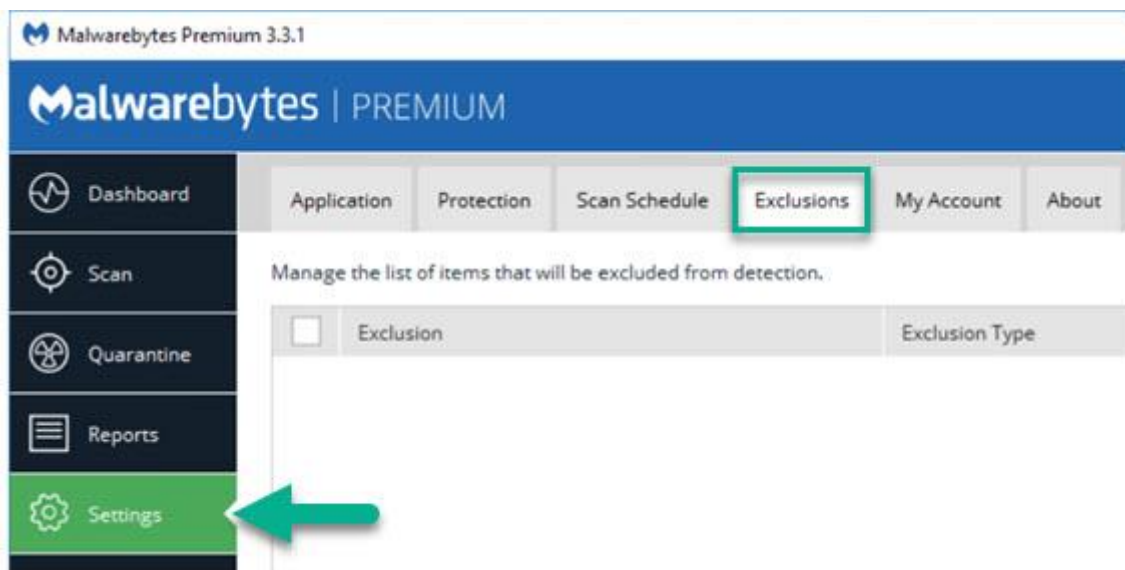 Malwarebytes Premium 3.3.1
Malwarebytes | PREMIUM
Dashboard
Scan
Quarantine
Reports
Settings
Application Protection Scan Schedule Exclusions My Account About
Manage the list of items that will be excluded from detection.
Exclusion Exclusion Type